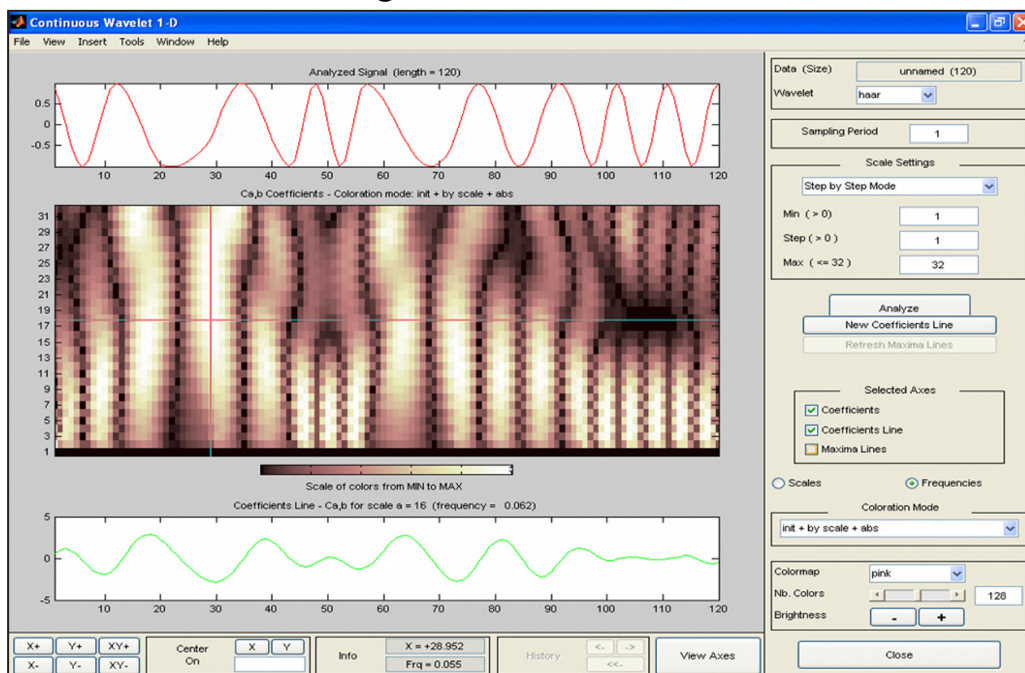 Continuous Wavelet 1-D
File View Insert Tools Window Help
Analyzed Signal (length = 120)
0.5
0
-0.5
10 20 30 40 50 60 70 80 90 100 110 120
Ca,b Coefficients - Coloration mode: init + by scale + abs
31
29
27
25
23
21
19
17
15
13
11
9
7
5
3
1
Scale of colors from MIN to MAX
Coefficients Line - Ca,b for scale a = 16 (frequency = 0.062)
5
0
-5
10 20 30 40 50 60 70 80 90 100 110 120
Data (Size) unnamed (120)
Wavelet haar
Sampling Period 1
Scale Settings
Step by Step Mode
Min ( > 0) 1
Step ( > 0 ) 1
Max ( <= 32 ) 32
Analyze
New Coefficients Line
Refresh Maxima Lines
Selected Axes
Coefficients
Coefficients Line
Maxima Lines
Scales Frequencies
Coloration Mode
init + by scale + abs
Colormap pink
Nb. Colors 128
Brightness - +
X+ Y+ XY+
X- Y- XY-
Center On X Y
Info X = +28.952
Frq = 0.055
History <- ->
<<-
View Axes
Close